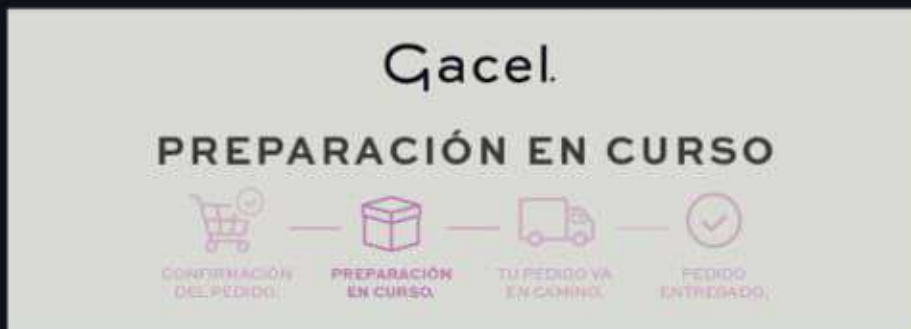 Gacel.
PREPARACIÓN EN CURSO
CONFIRMACIÓN
DEL PEDIDO.
PREPARACIÓN
EN CURSO.
TU PEDIDO VA
EN CAMINO.
PEDIDO
ENTREGADO.